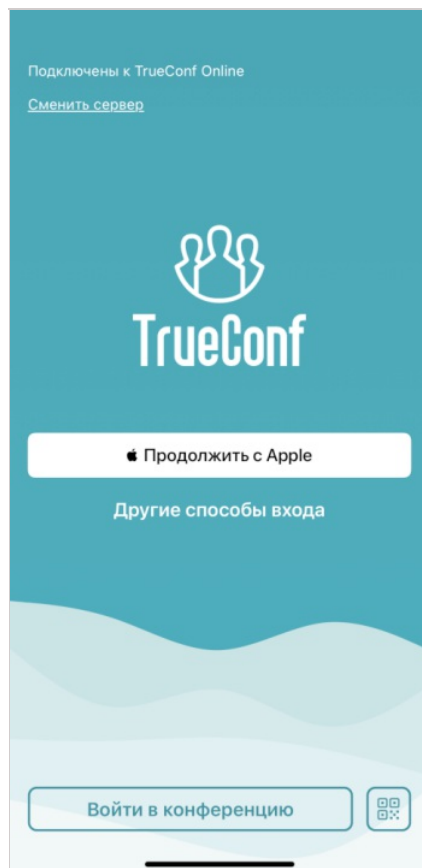 Подключены к TrueConf Online
Сменить сервер
TrueConf
Продолжить с Apple
Другие способы входа
Войти в конференцию